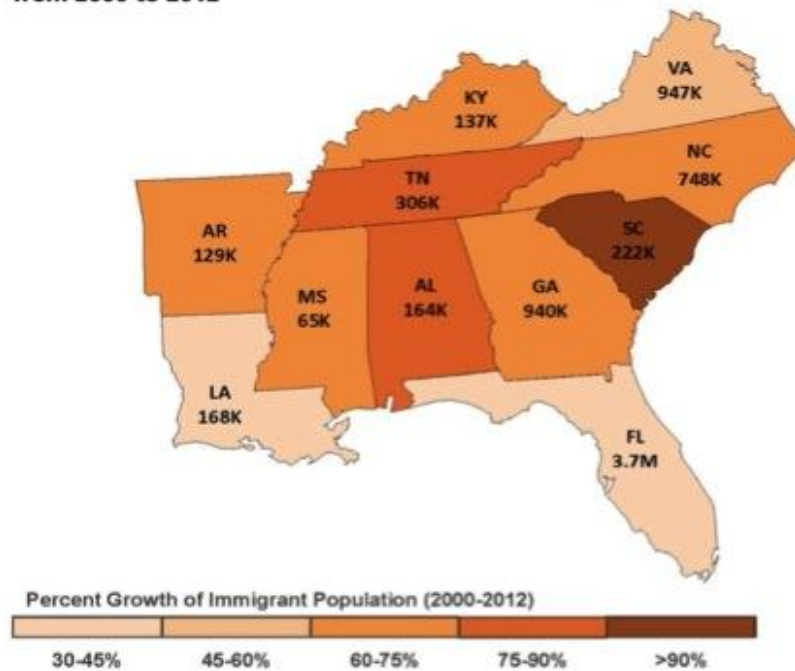 VA
947K
KY
137K
NC
748K
TN
306K
SC
222K
AR
129K
MS
65K
AL
164K
GA
940K
LA
168K
FL
3.7M
Percent Growth of Immigrant Population (2000-2012)
30-45% 45-60% 60-75% 75-90% >90%